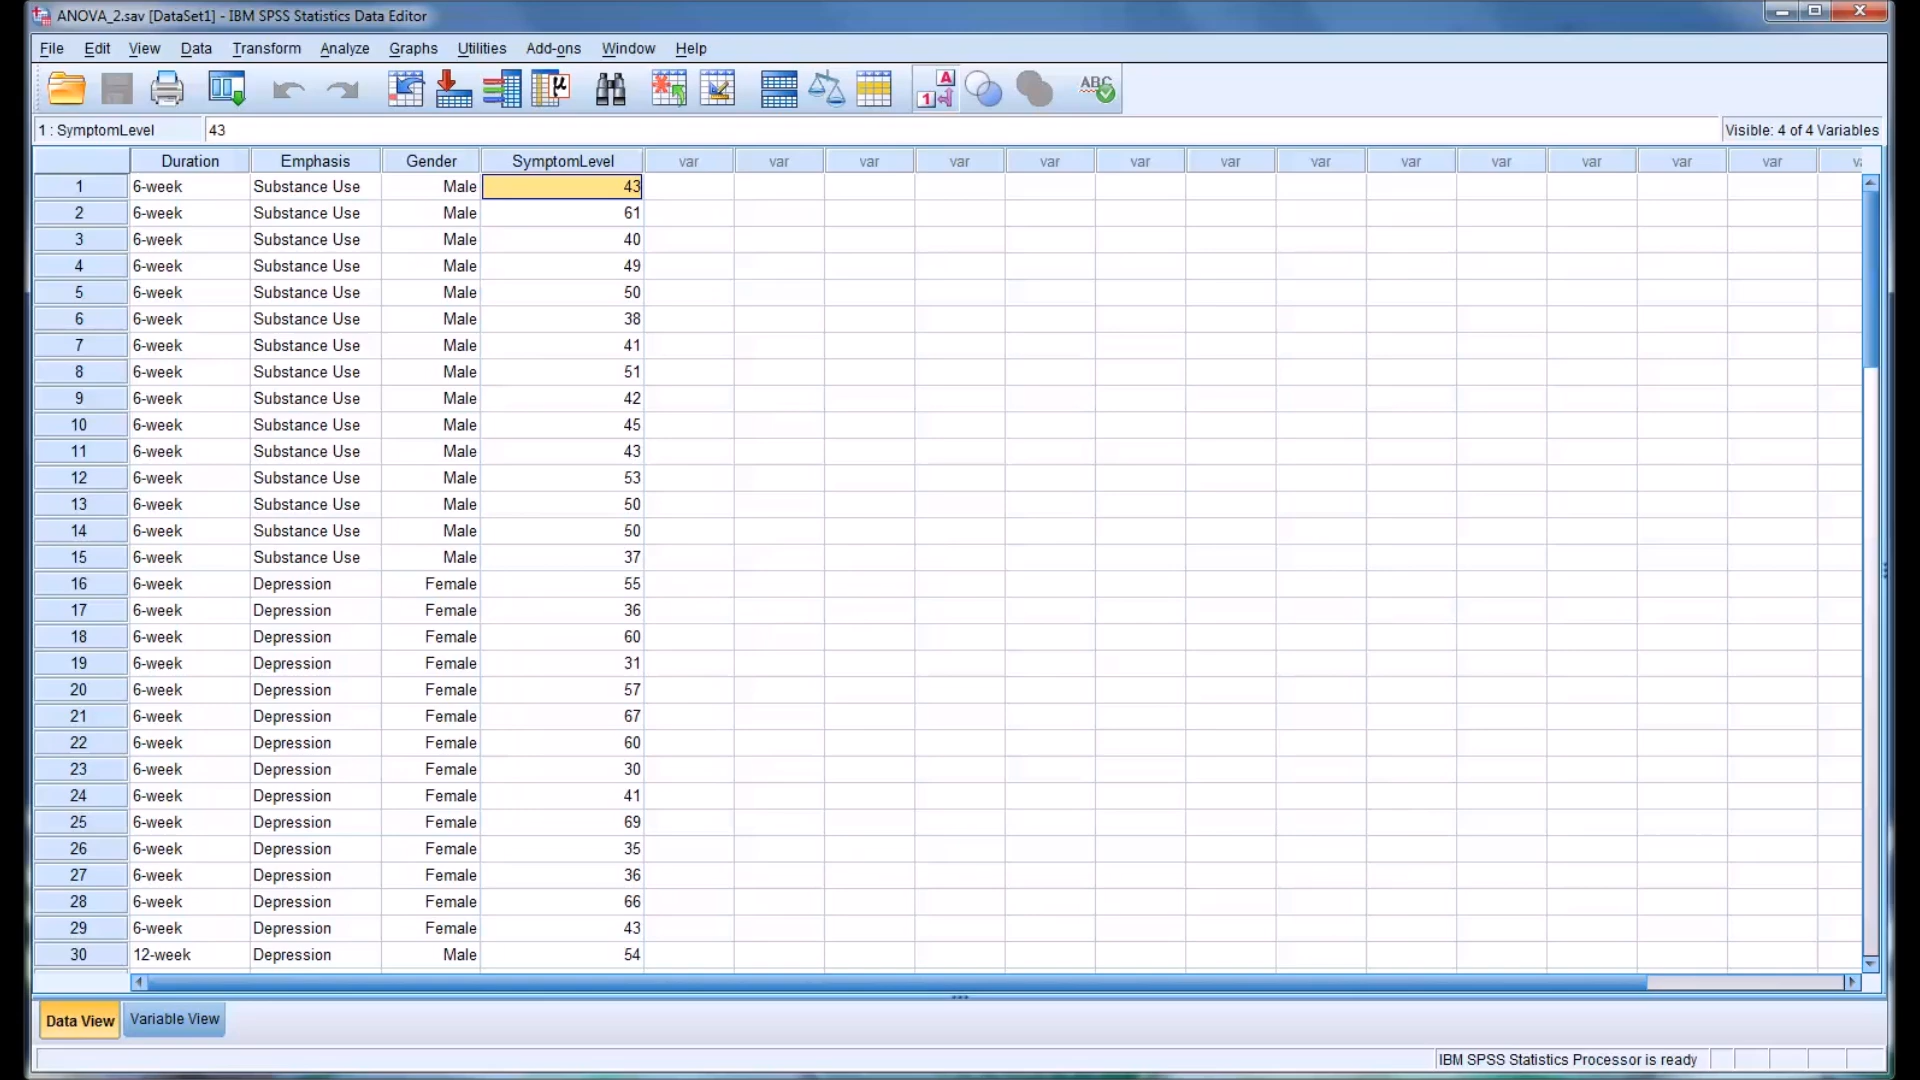 ANOVA_2.sav [DataSet1] - IBM SPSS Statistics Data Editor
File Edit View Data Transform Analyze Graphs Utilities Add-ons Window Help
1 : SymptomLevel 43 Visible: 4 of 4 Variables
Duration Emphasis Gender SymptomLevel var var var var var var var var var var var var var
1 6-week Substance Use Male 43
2 6-week Substance Use Male 61
3 6-week Substance Use Male 40
4 6-week Substance Use Male 49
5 6-week Substance Use Male 50
6 6-week Substance Use Male 38
7 6-week Substance Use Male 41
8 6-week Substance Use Male 51
9 6-week Substance Use Male 42
10 6-week Substance Use Male 45
11 6-week Substance Use Male 43
12 6-week Substance Use Male 53
13 6-week Substance Use Male 50
14 6-week Substance Use Male 50
15 6-week Substance Use Male 37
16 6-week Depression Female 55
17 6-week Depression Female 36
18 6-week Depression Female 60
19 6-week Depression Female 31
20 6-week Depression Female 57
21 6-week Depression Female 67
22 6-week Depression Female 60
23 6-week Depression Female 30
24 6-week Depression Female 41
25 6-week Depression Female 69
26 6-week Depression Female 35
27 6-week Depression Female 36
28 6-week Depression Female 66
29 6-week Depression Female 43
30 12-week Depression Male 54
Data View Variable View
IBM SPSS Statistics Processor is ready